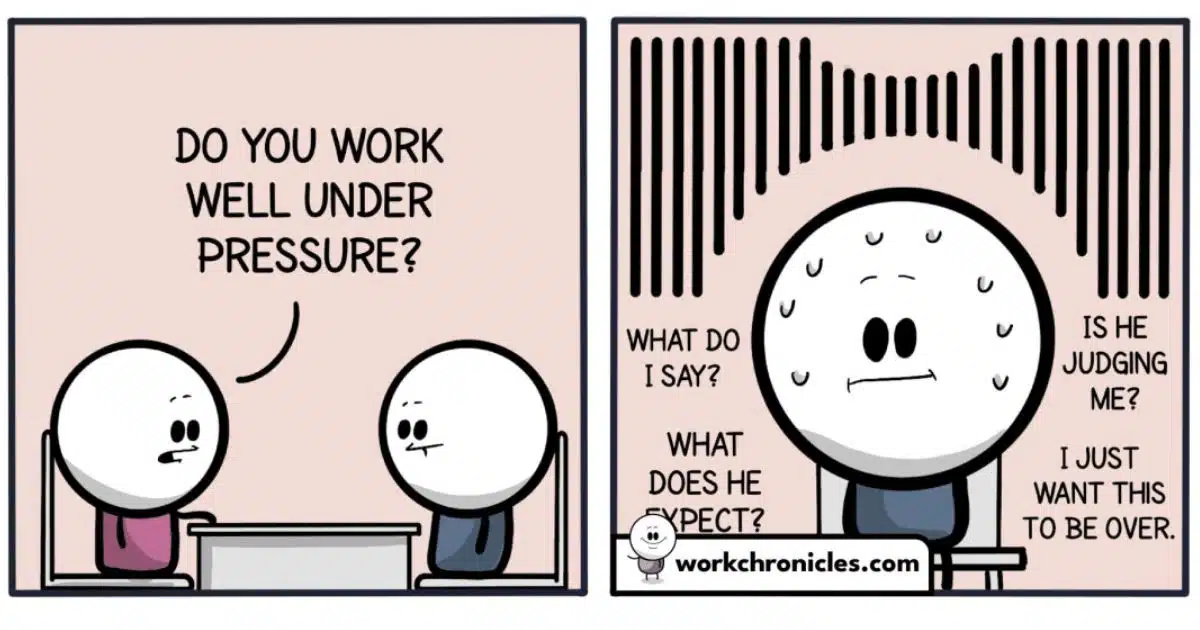 DO YOU WORK
WELL UNDER
PRESSURE?
WHAT DO
I SAY?
WHAT
DOES HE
EXPECT?
IS HE
JUDGING
ME?
I JUST
WANT THIS
TO BE OVER.
workchronicles.com